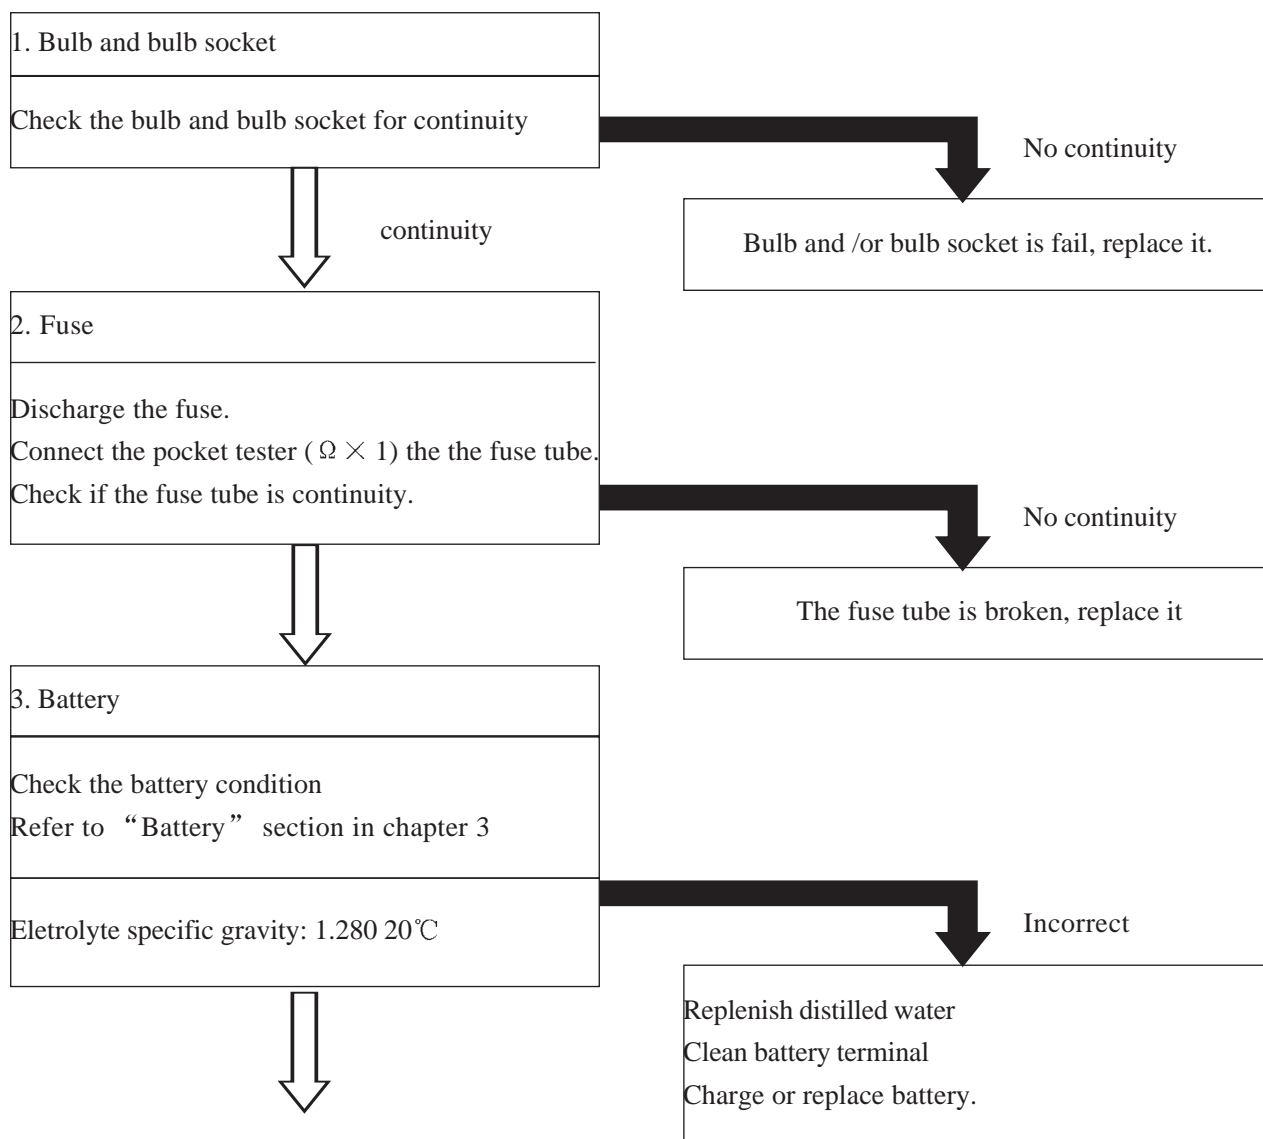 1. Bulb and bulb socket
Check the bulb and bulb socket for continuity
No continuity
Bulb and /or bulb socket is fail, replace it.
continuity
2. Fuse
Discharge the fuse.
Connect the pocket tester ( Ω × 1) the the fuse tube.
Check if the fuse tube is continuity.
No continuity
The fuse tube is broken, replace it
3. Battery
Check the battery condition
Refer to “Battery” section in chapter 3
Eletrolyte specific gravity: 1.280 20℃
Incorrect
Replenish distilled water
Clean battery terminal
Charge or replace battery.